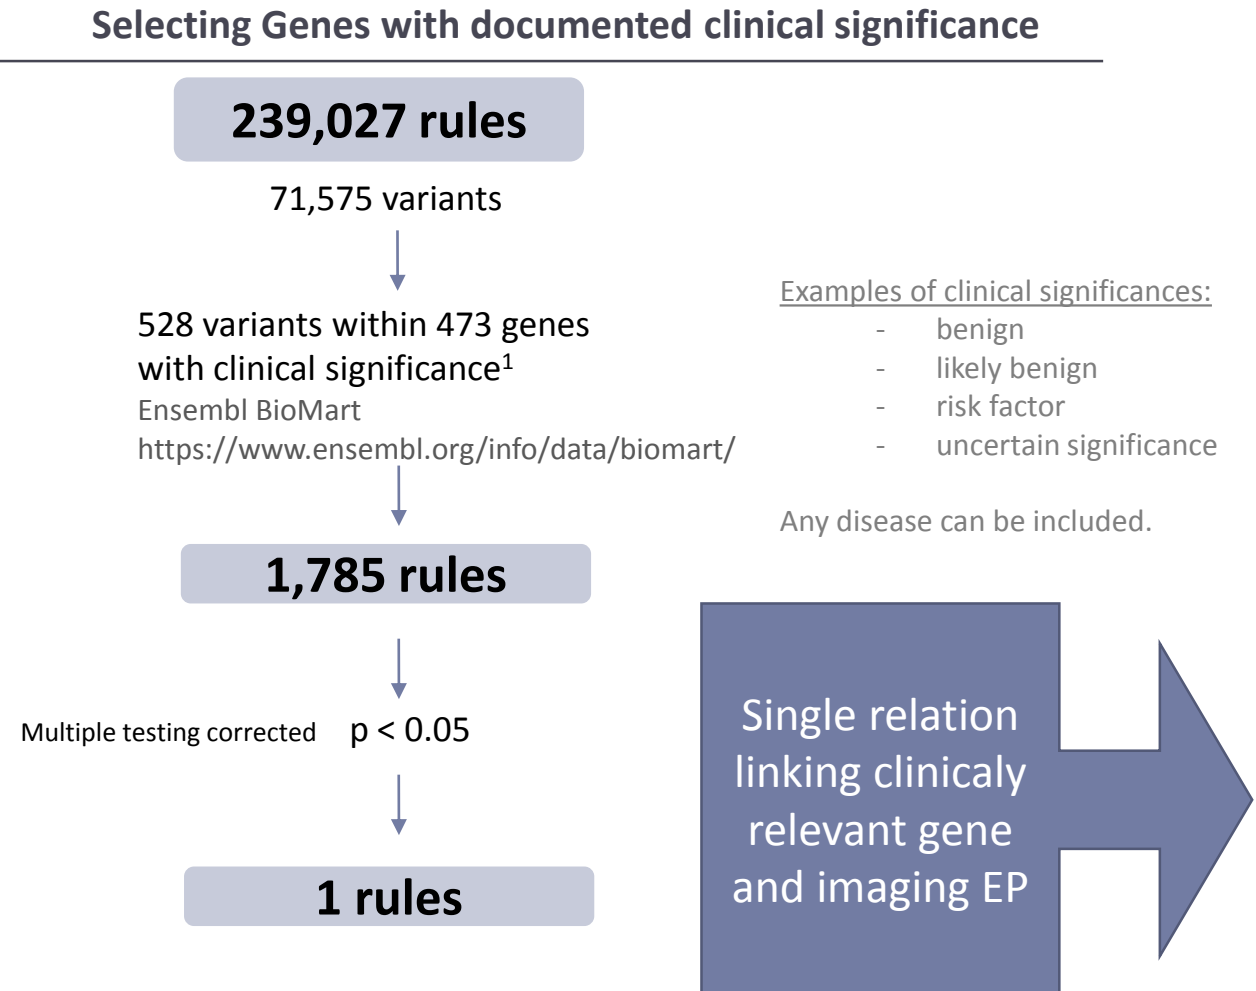 Selecting Genes with documented clinical significance
239,027 rules
71,575 variants
528 variants within 473 genes
with clinical significance¹
Ensembl BioMart
https://www.ensembl.org/info/data/biomart/
1,785 rules
Multiple testing corrected p < 0.05
1 rules
Examples of clinical significances:
- benign
- likely benign
- risk factor
- uncertain significance
Any disease can be included.
Single relation
linking clinicaly
relevant gene
and imaging EP